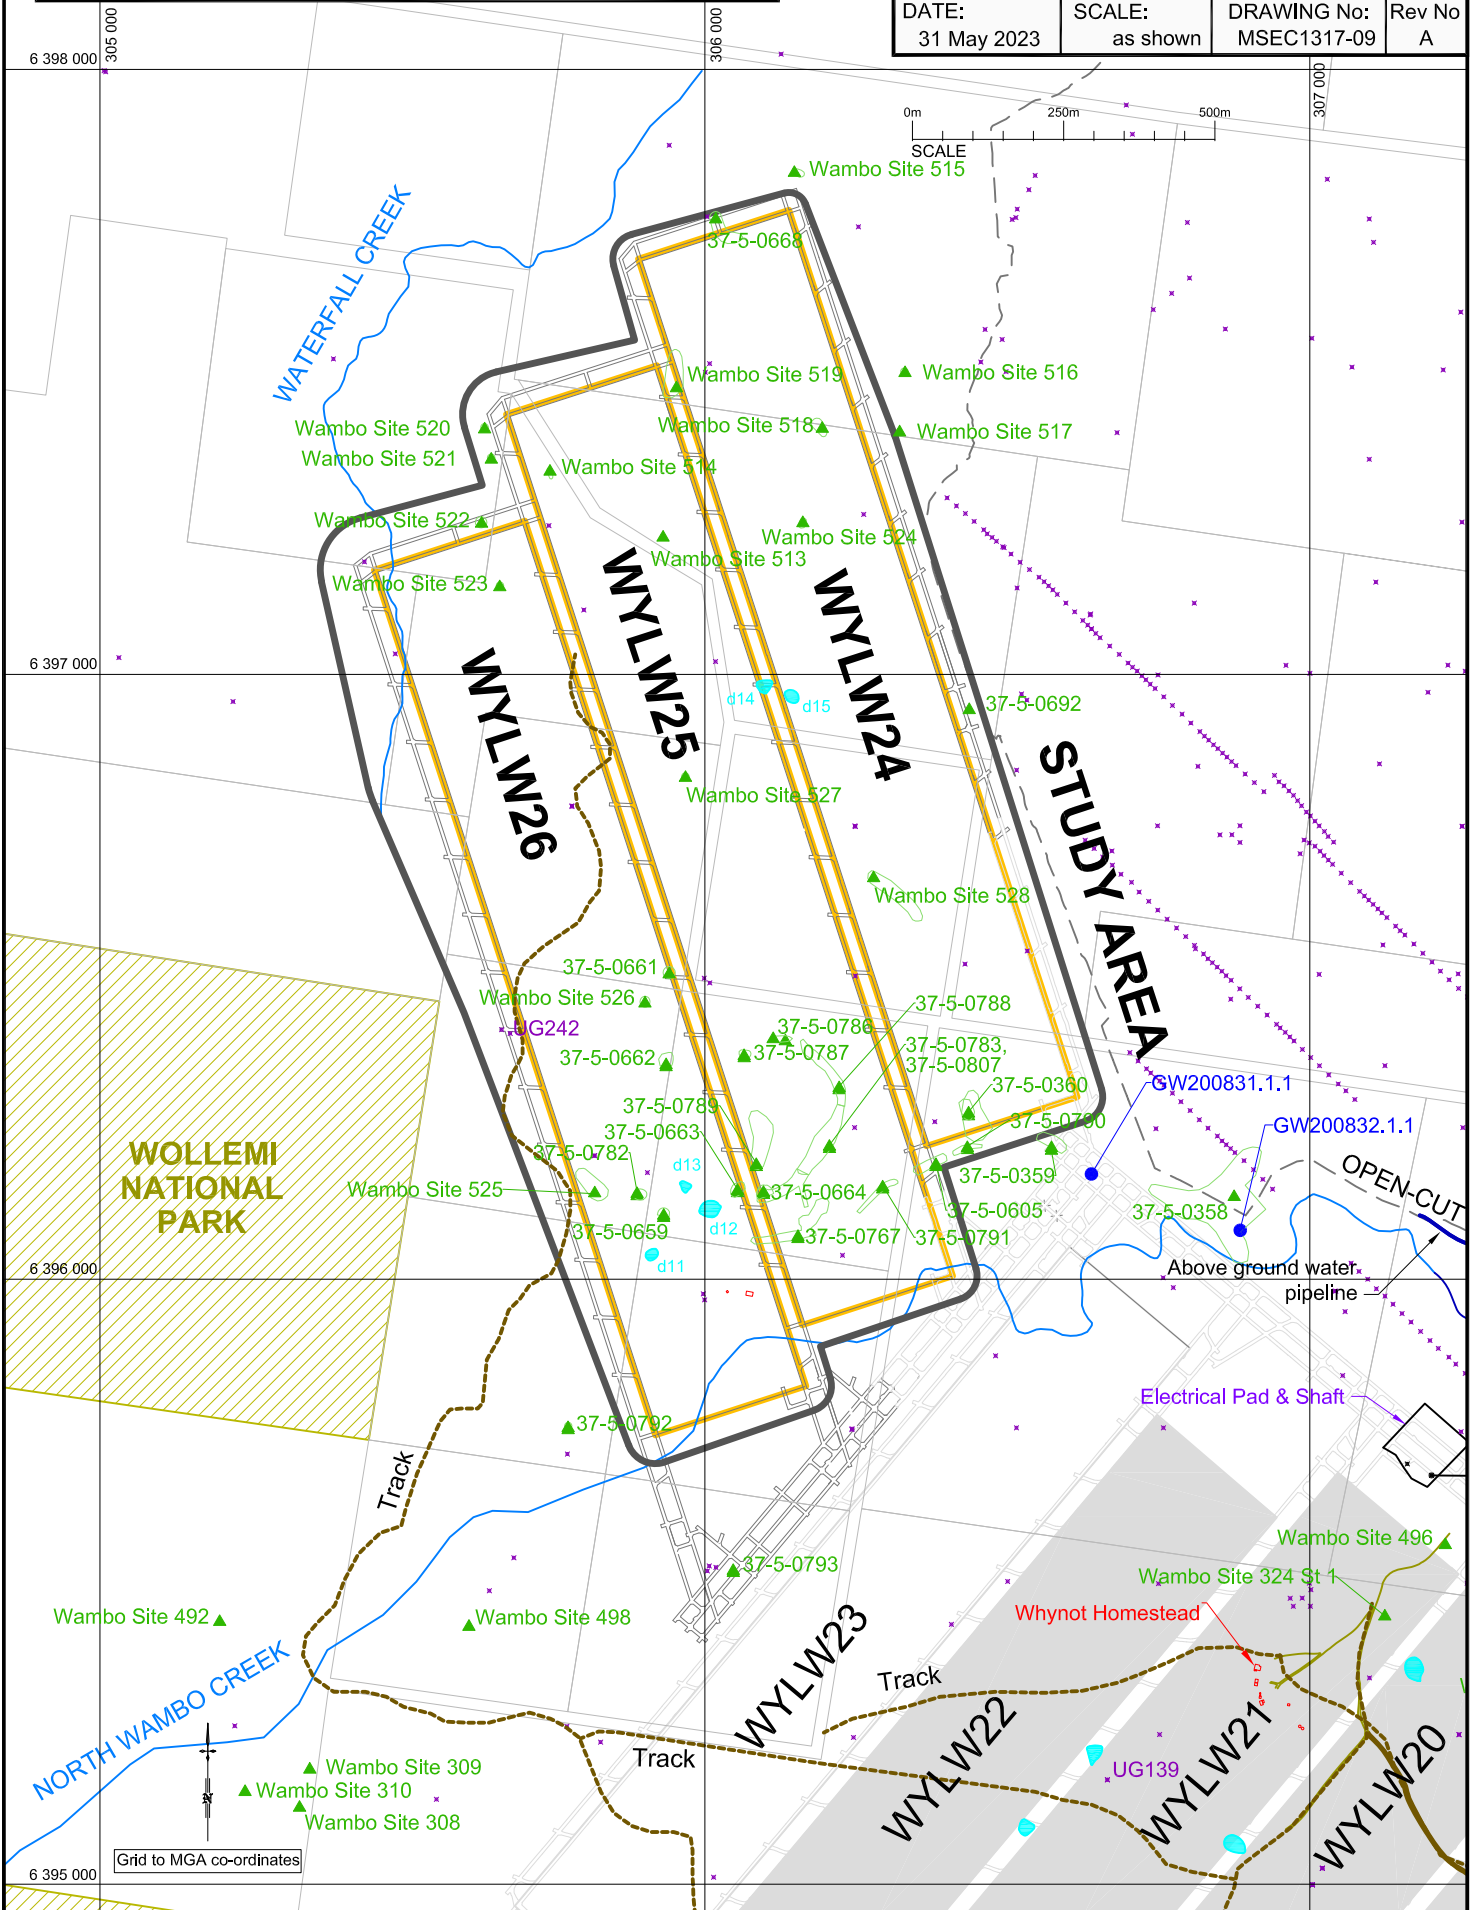 DATE:
31 May 2023
SCALE:
as shown
DRAWING No:
MSEC1317-09
Rev No
A
305 000
306 000
307 000
6 398 000
0m
250m
500m
SCALE
Wambo Site 515
37-5-0668
WATERFALL CREEK
Wambo Site 519
Wambo Site 516
Wambo Site 520
Wambo Site 518
Wambo Site 517
Wambo Site 521
Wambo Site 514
Wambo Site 522
Wambo Site 524
Wambo Site 513
Wambo Site 523
WYLW26
WYLW25
WYLW24
6 397 000
d14
d15
37-5-0692
STUDY AREA
Wambo Site 527
Wambo Site 528
37-5-0661
Wambo Site 526
UG242
37-5-0788
37-5-0786
37-5-0787
37-5-0783,
37-5-0807
37-5-0662
37-5-0360
GW200831.1.1
37-5-0789
37-5-0663
37-5-0790
GW200832.1.1
37-5-0782
WOLLEMI
NATIONAL
PARK
d13
37-5-0359
OPEN-CUT
Wambo Site 525
37-5-0664
37-5-0605
37-5-0358
37-5-0659
d12
37-5-0767
37-5-0791
d11
6 396 000
Above ground water
pipeline
Electrical Pad & Shaft
37-5-0792
Track
Wambo Site 496
37-5-0793
Wambo Site 324 St 1
Wambo Site 492
Wambo Site 498
Whynot Homestead
NORTH WAMBO CREEK
WYLW23
Track
WYLW22
WYLW21
WYLW20
Track
UG139
Wambo Site 309
Wambo Site 310
Wambo Site 308
N
Grid to MGA co-ordinates
6 395 000